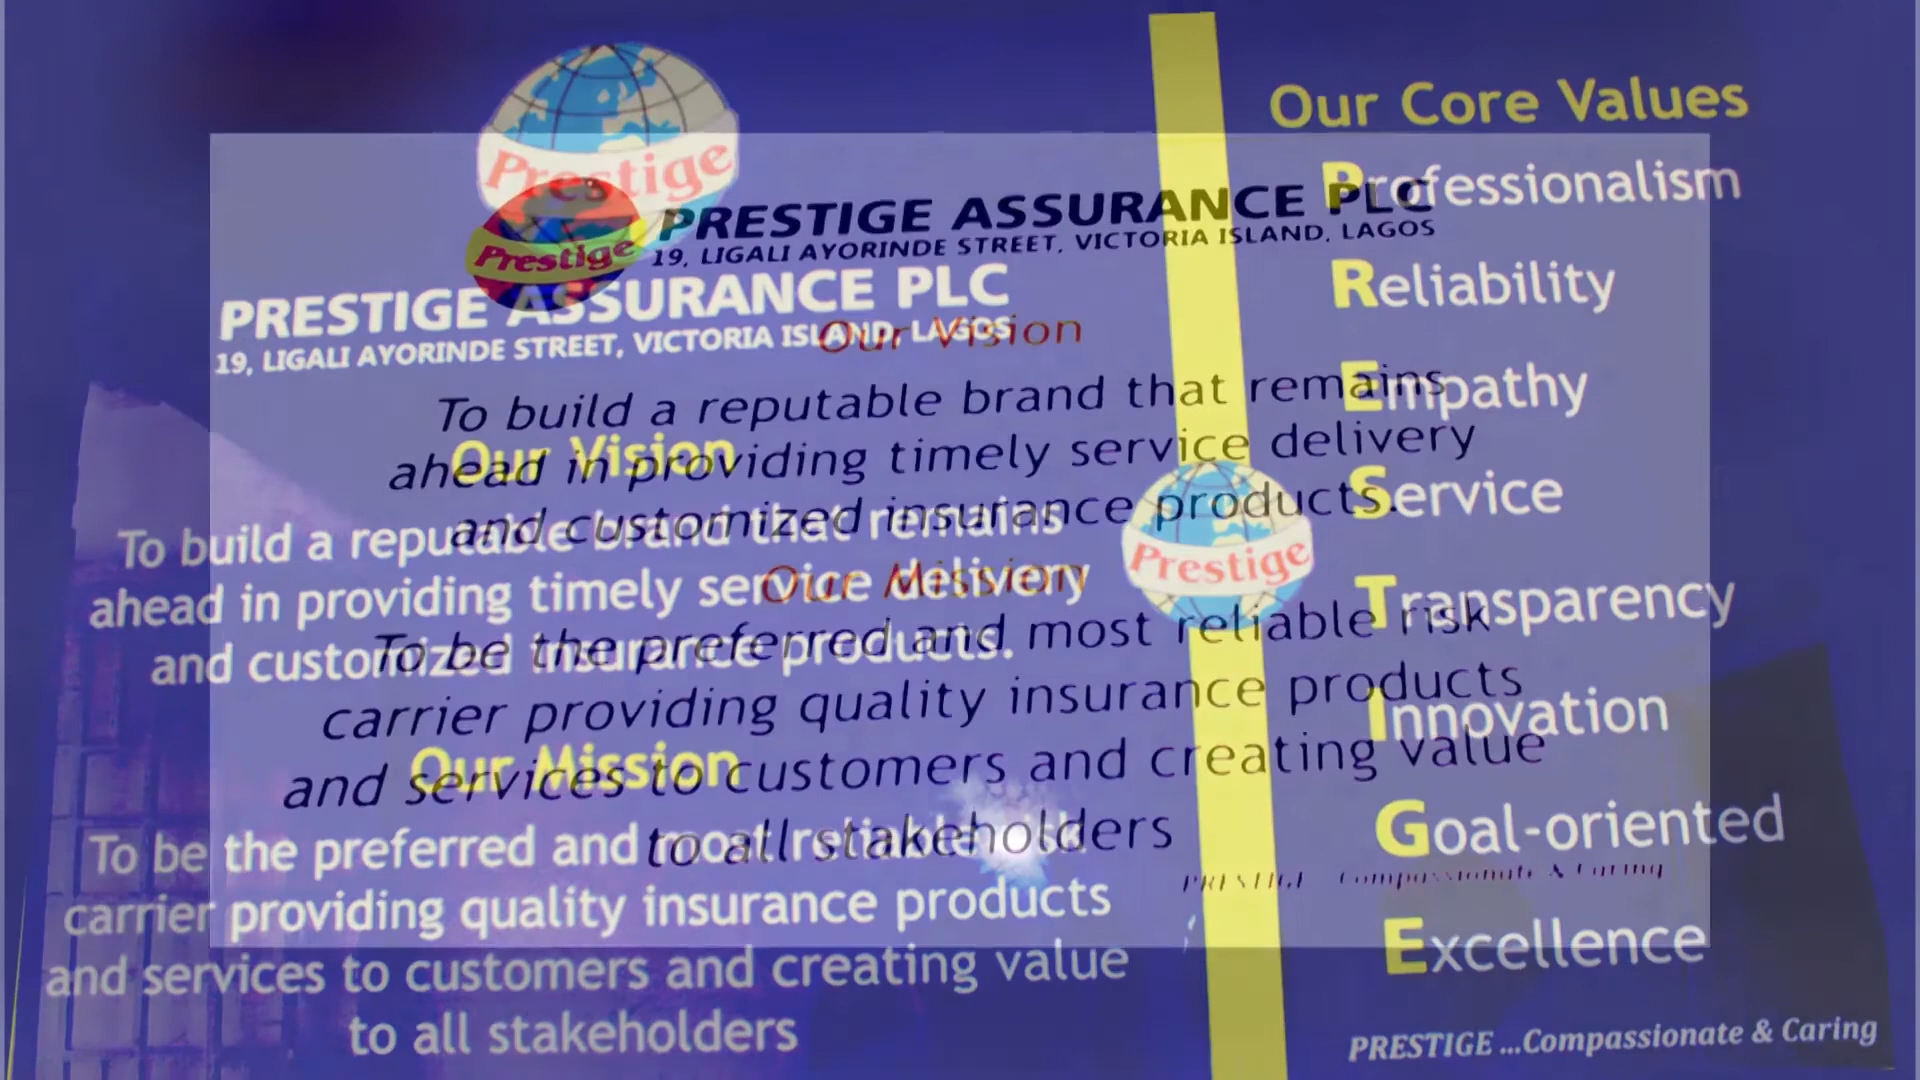 Prestige
PRESTIGE ASSURANCE PLC
19, LIGALI AYORINDE STREET, VICTORIA ISLAND, LAGOS
Our Vision
To build a reputable brand that remains
ahead in providing timely service delivery
and customized insurance products.
Our Mission
To be the preferred and most reliable risk
carrier providing quality insurance products
and services to customers and creating value
to all stakeholders
Prestige
Our Core Values
Professionalism
Reliability
Empathy
Service
Transparency
Innovation
Goal-oriented
Excellence
PRESTIGE ...Compassionate & Caring
Prestige
PRESTIGE ASSURANCE PLC
19, LIGALI AYORINDE STREET, VICTORIA ISLAND, LAGOS
Our Vision
To build a reputable brand that remains
ahead in providing timely service delivery
and customized insurance products.
Our Mission
To be the preferred and most reliable risk
carrier providing quality insurance products
and services to customers and creating value
to all stakeholders
PRESTIGE Compassionate & Caring